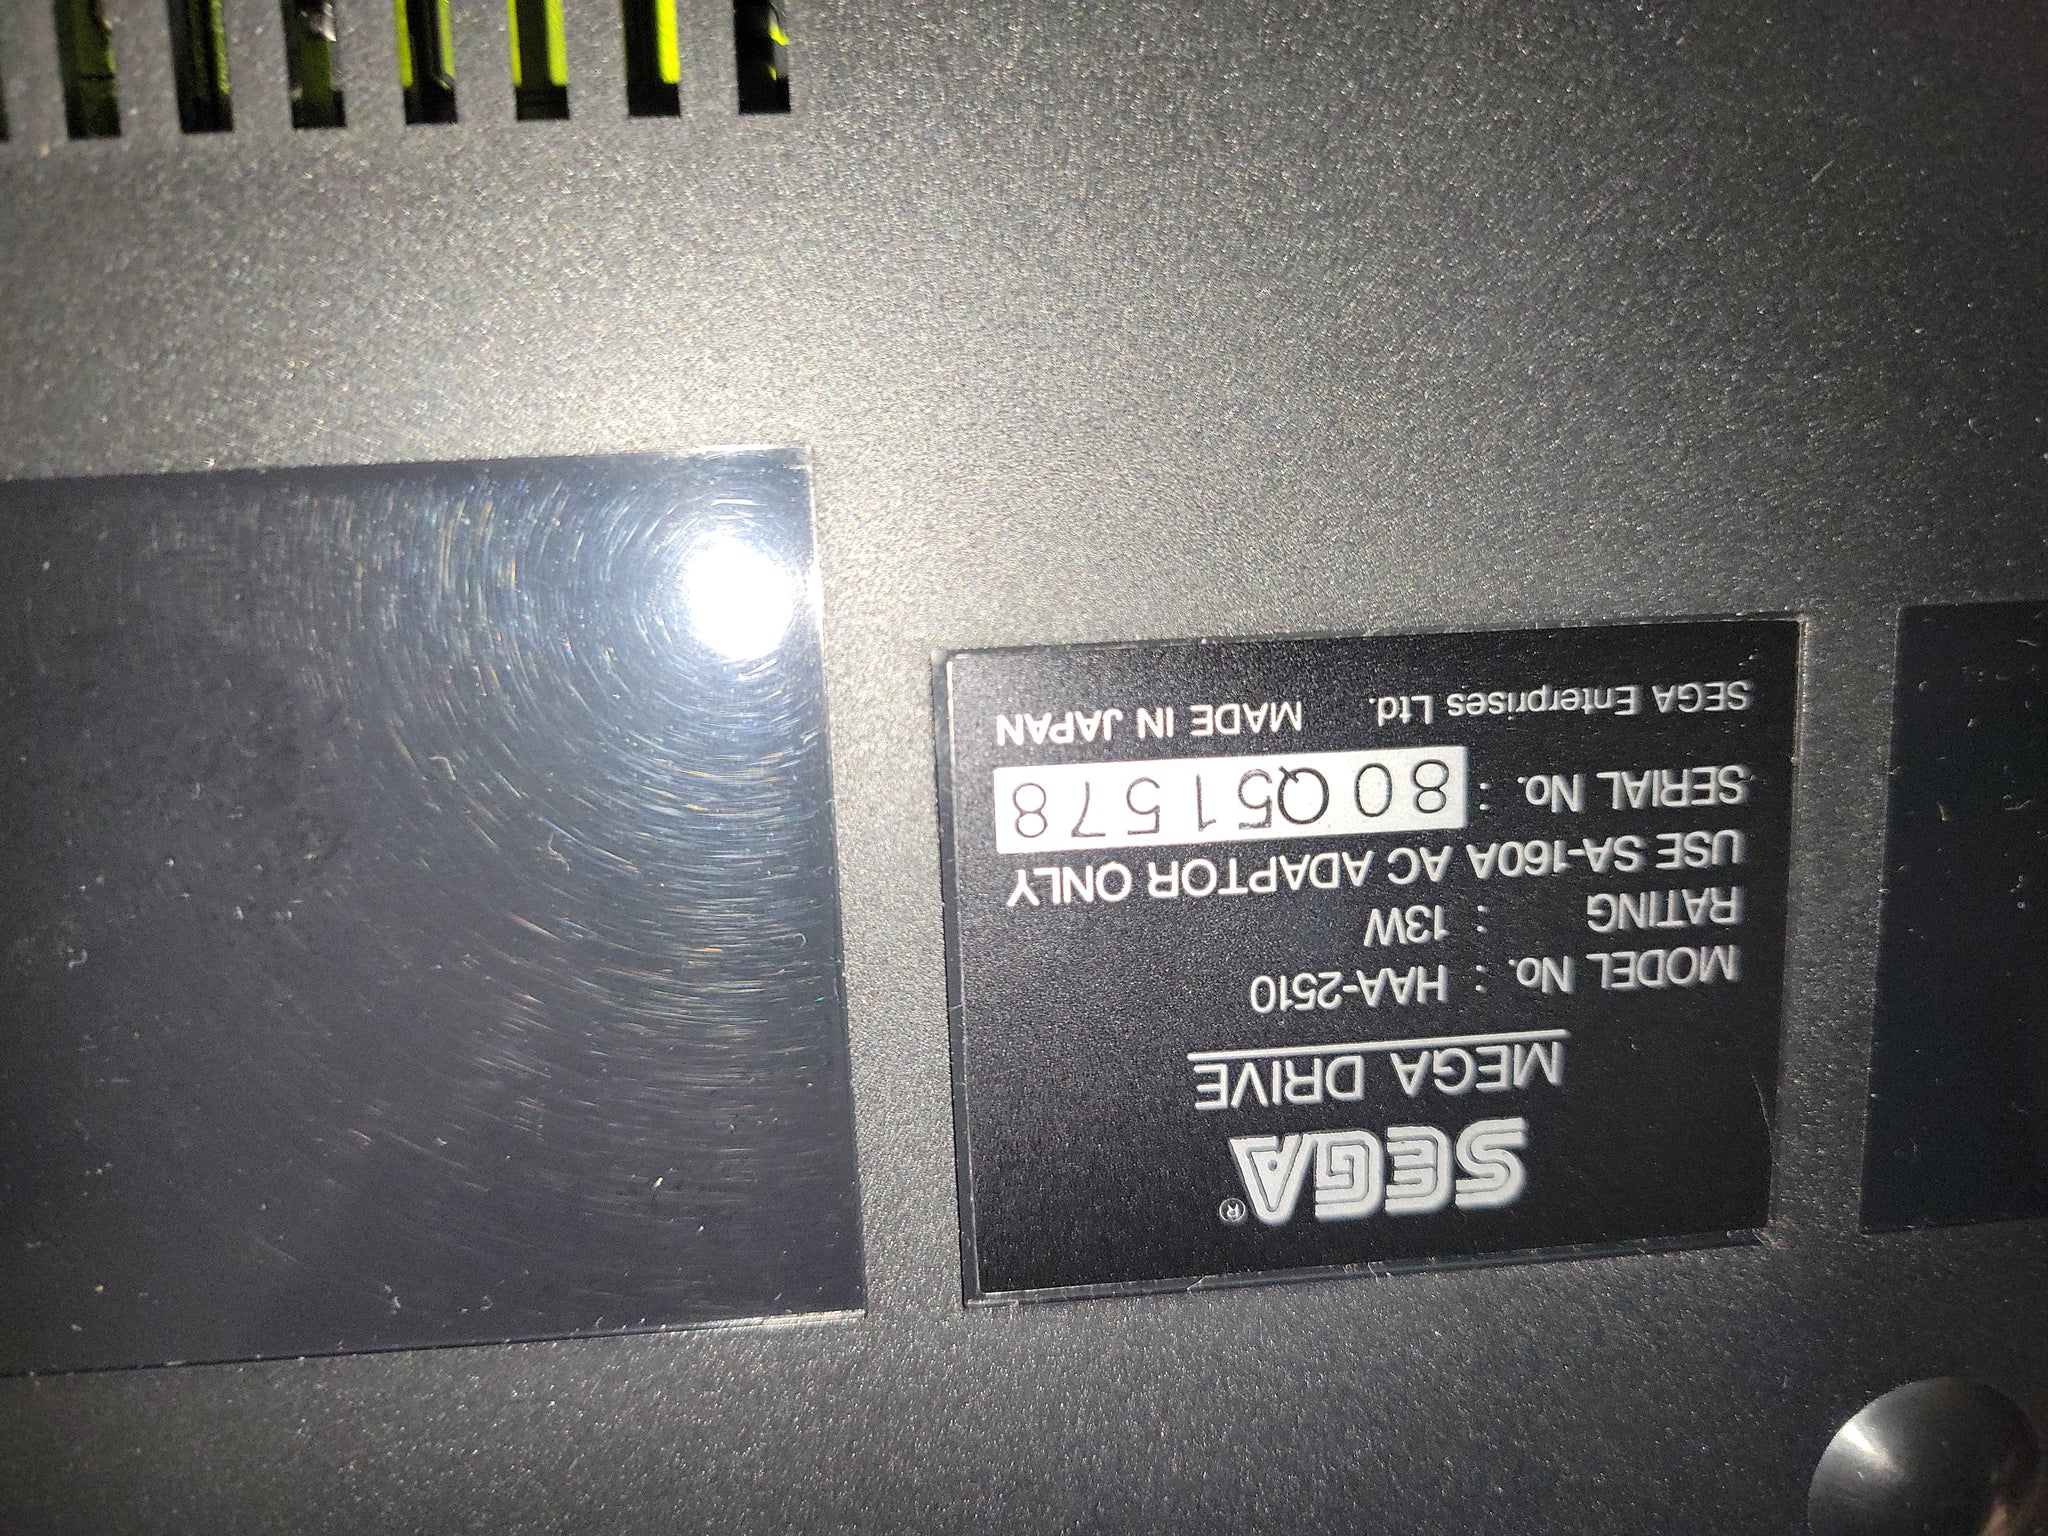 SEGA®
MEGA DRIVE
MODEL No. : HAA-2510
RATING : 13W
USE SA-160A AC ADAPTOR ONLY
SERIAL No. : 80Q51578
SEGA Enterprises Ltd. MADE IN JAPAN